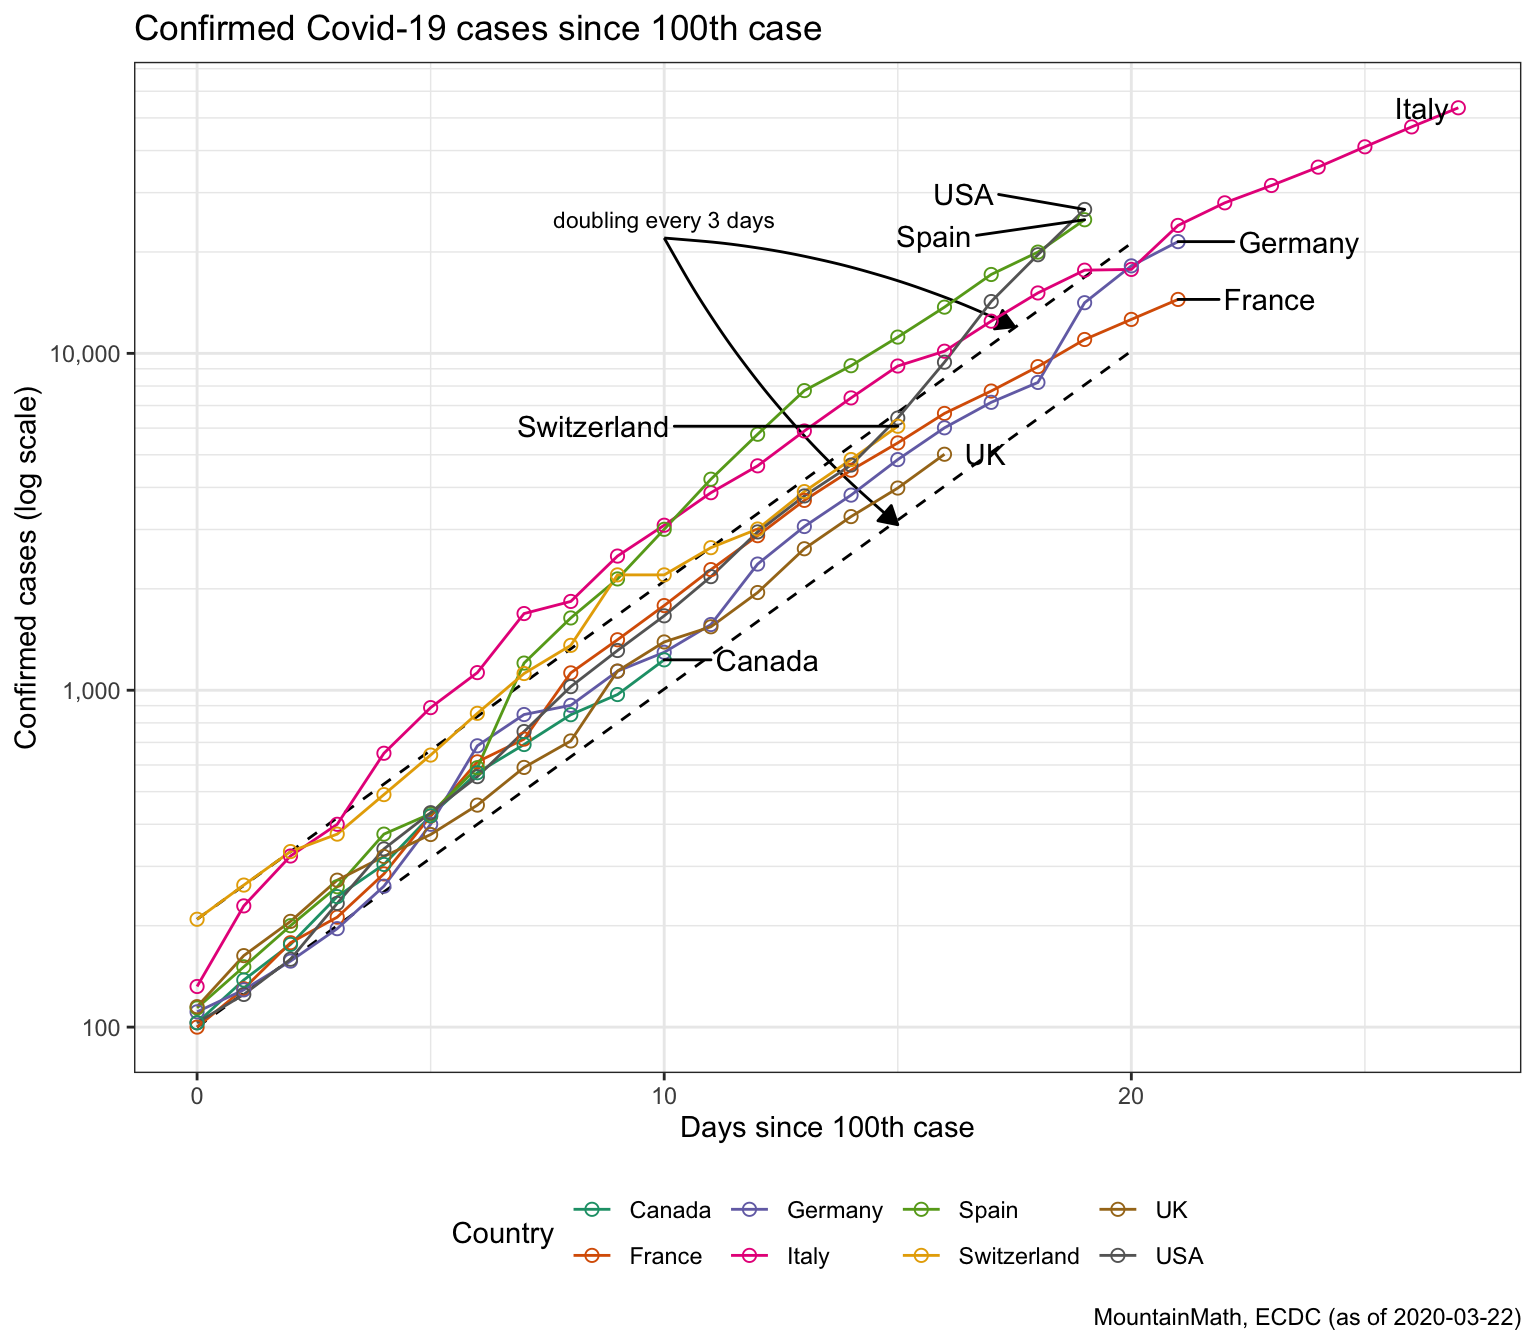 Confirmed Covid-19 cases since 100th case
Confirmed cases (log scale)
10,000
1,000
100
Italy
USA
doubling every 3 days
Spain
Germany
France
Switzerland
UK
Canada
0 10 20
Days since 100th case
Country
Canada Germany Spain UK
France Italy Switzerland USA
MountainMath, ECDC (as of 2020-03-22)